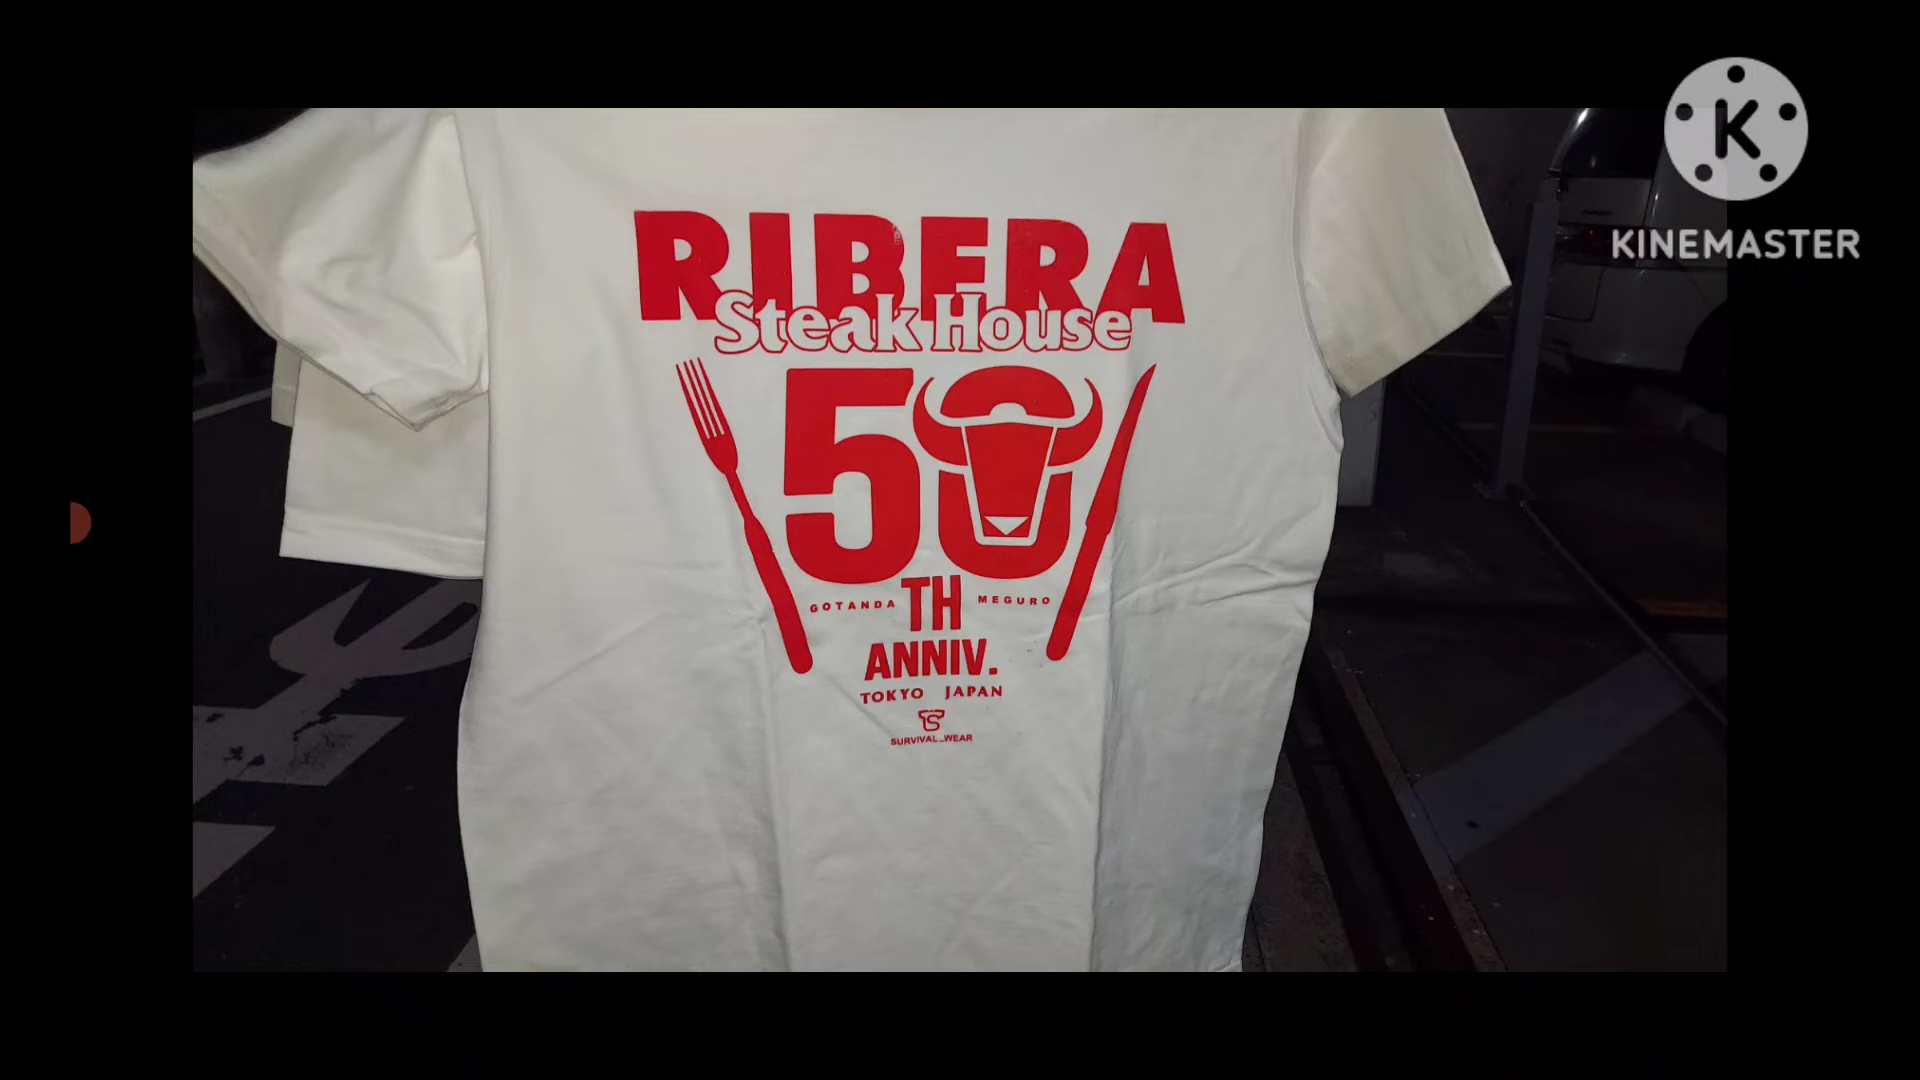 RIBERA
Steak House
50
GOTANDA TH MEGURO
ANNIV.
TOKYO JAPAN
SURVIVAL_WEAR
K
KINEMASTER